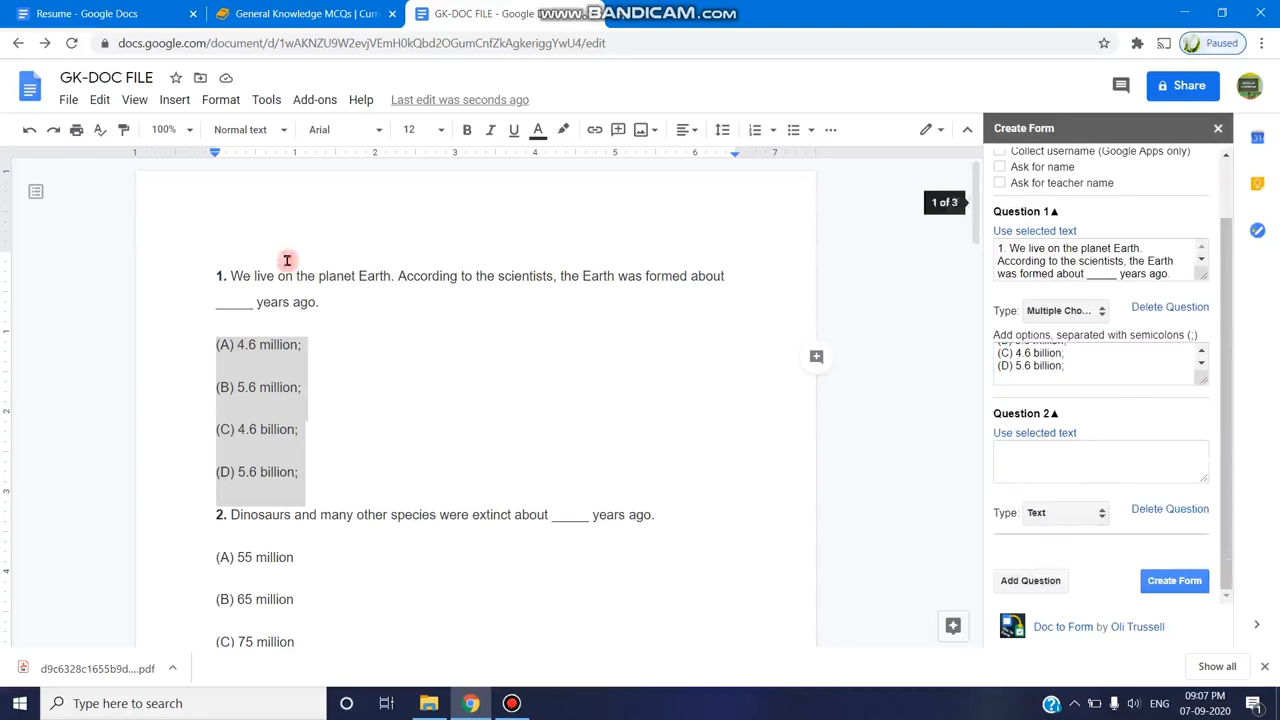 Resume - Google Docs
General Knowledge MCQs | Curr
GK-DOC FILE - Google D
www.BANDICAM.com
docs.google.com/document/d/1wAKNZU9W2evjVEmH0kQbd2OGumCnfZkAgkeriggYwU4/edit
Paused
GK-DOC FILE
File Edit View Insert Format Tools Add-ons Help Last edit was seconds ago
Share
100% Normal text Arial 12
Create Form
1 1 2 3 4 5 6 7
Collect username (Google Apps only)
Ask for name
Ask for teacher name
1 of 3
Question 1▲
Use selected text
1. We live on the planet Earth.
According to the scientists, the Earth
was formed about _____ years ago.
Type: Multiple Cho... Delete Question
Add options, separated with semicolons (;)
(C) 4.6 billion;
(D) 5.6 billion;
Question 2▲
Use selected text
Type: Text Delete Question
Add Question Create Form
Doc to Form by Oli Trussell
1. We live on the planet Earth. According to the scientists, the Earth was formed about
_____ years ago.
(A) 4.6 million;
(B) 5.6 million;
(C) 4.6 billion;
(D) 5.6 billion;
2. Dinosaurs and many other species were extinct about _____ years ago.
(A) 55 million
(B) 65 million
(C) 75 million
d9c6328c1655b9d....pdf
Show all
Type here to search
ENG
09:07 PM
07-09-2020